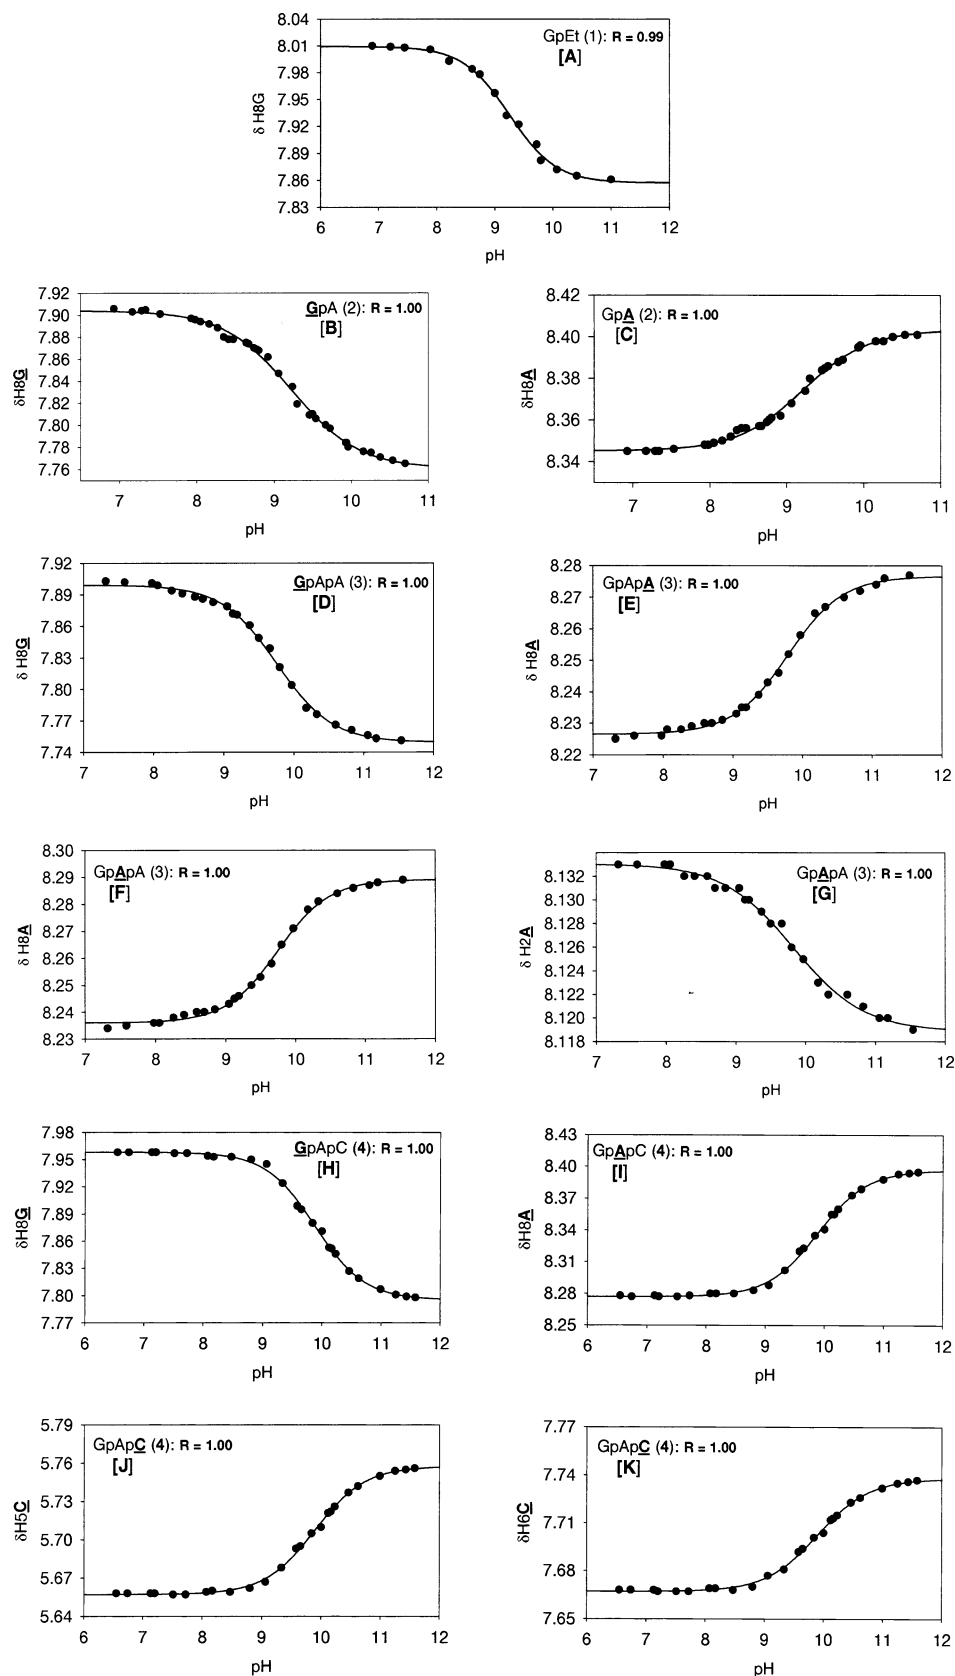 GpEt (1): R = 0.99
[A]
δ H8G
8.04
8.01
7.98
7.95
7.92
7.89
7.86
7.83
6 7 8 9 10 11 12
pH
GpA (2): R = 1.00
[B]
δH8G
7.92
7.90
7.88
7.86
7.84
7.82
7.80
7.78
7.76
7 8 9 10 11
pH
GpA (2): R = 1.00
[C]
δH8A
8.42
8.40
8.38
8.36
8.34
7 8 9 10 11
pH
GpApA (3): R = 1.00
[D]
δ H8G
7.92
7.89
7.86
7.83
7.80
7.77
7.74
7 8 9 10 11 12
pH
GpApA (3): R = 1.00
[E]
δ H8A
8.28
8.27
8.26
8.25
8.23
8.22
7 8 9 10 11 12
pH
GpApA (3): R = 1.00
[F]
δ H8A
8.30
8.29
8.28
8.26
8.25
8.24
8.23
7 8 9 10 11 12
pH
GpApA (3): R = 1.00
[G]
δ H2A
8.132
8.130
8.128
8.126
8.124
8.122
8.120
8.118
7 8 9 10 11 12
pH
GpApC (4): R = 1.00
[H]
δH8G
7.98
7.95
7.92
7.89
7.86
7.83
7.80
7.77
6 7 8 9 10 11 12
pH
GpApC (4): R = 1.00
[I]
δH8A
8.43
8.40
8.37
8.34
8.31
8.28
8.25
6 7 8 9 10 11 12
pH
GpApC (4): R = 1.00
[J]
δH5C
5.79
5.76
5.73
5.70
5.67
5.64
6 7 8 9 10 11 12
pH
GpApC (4): R = 1.00
[K]
δH6C
7.77
7.74
7.71
7.68
7.65
6 7 8 9 10 11 12
pH